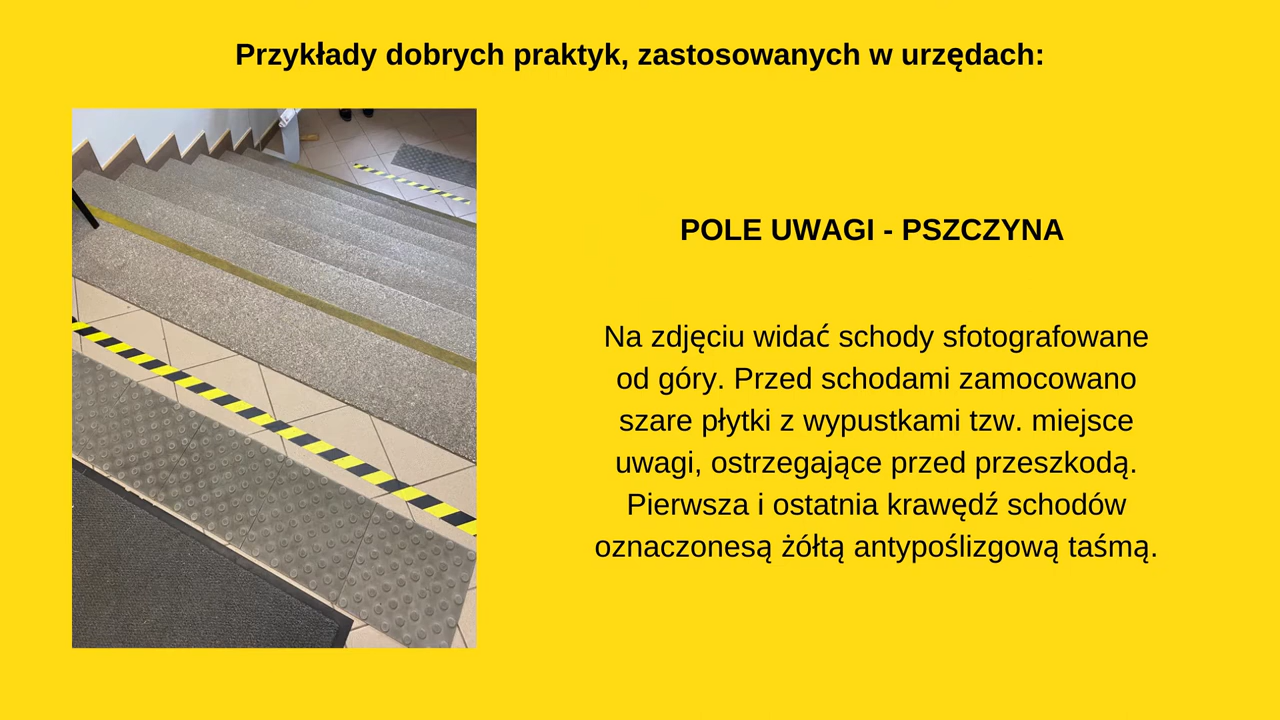 Przykłady dobrych praktyk, zastosowanych w urzędach:
POLE UWAGI - PSZCZYNA
Na zdjęciu widać schody sfotografowane
od góry. Przed schodami zamocowano
szare płytki z wypustkami tzw. miejsce
uwagi, ostrzegające przed przeszkodą.
Pierwsza i ostatnia krawędź schodów
oznaczonesą żółtą antypoślizgową taśmą.